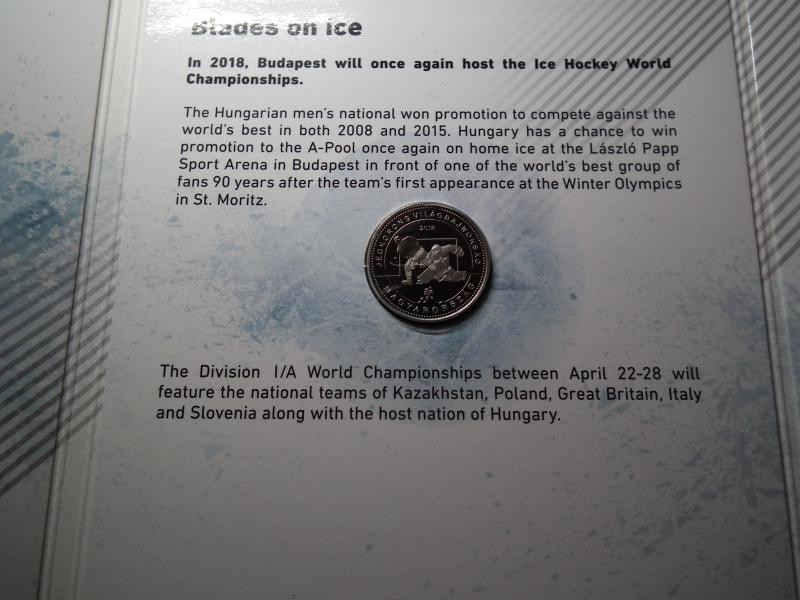 Blades on Ice
In 2018, Budapest will once again host the Ice Hockey World
Championships.
The Hungarian men's national won promotion to compete against the
world's best in both 2008 and 2015. Hungary has a chance to win
promotion to the A-Pool once again on home ice at the László Papp
Sport Arena in Budapest in front of one of the world's best group of
fans 90 years after the team's first appearance at the Winter Olympics
in St. Moritz.
JÉGKORONG VILÁGBAJNOKSÁG
2018
MAGYARORSZÁG
The Division I/A World Championships between April 22-28 will
feature the national teams of Kazakhstan, Poland, Great Britain, Italy
and Slovenia along with the host nation of Hungary.